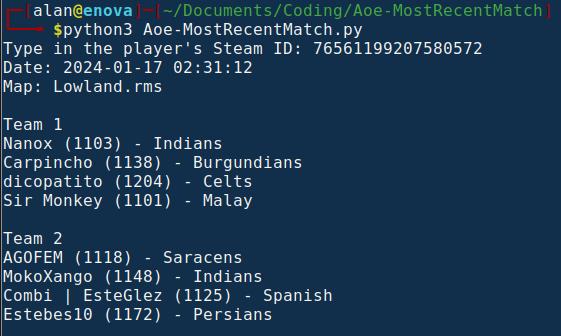 [alan@enova]-[~/Documents/Coding/Aoe-MostRecentMatch]
$python3 Aoe-MostRecentMatch.py
Type in the player's Steam ID: 76561199207580572
Date: 2024-01-17 02:31:12
Map: Lowland.rms
Team 1
Nanox (1103) - Indians
Carpincho (1138) - Burgundians
dicopatito (1204) - Celts
Sir Monkey (1101) - Malay
Team 2
AGOFEM (1118) - Saracens
MokoXango (1148) - Indians
Combi | EsteGlez (1125) - Spanish
Estebes10 (1172) - Persians